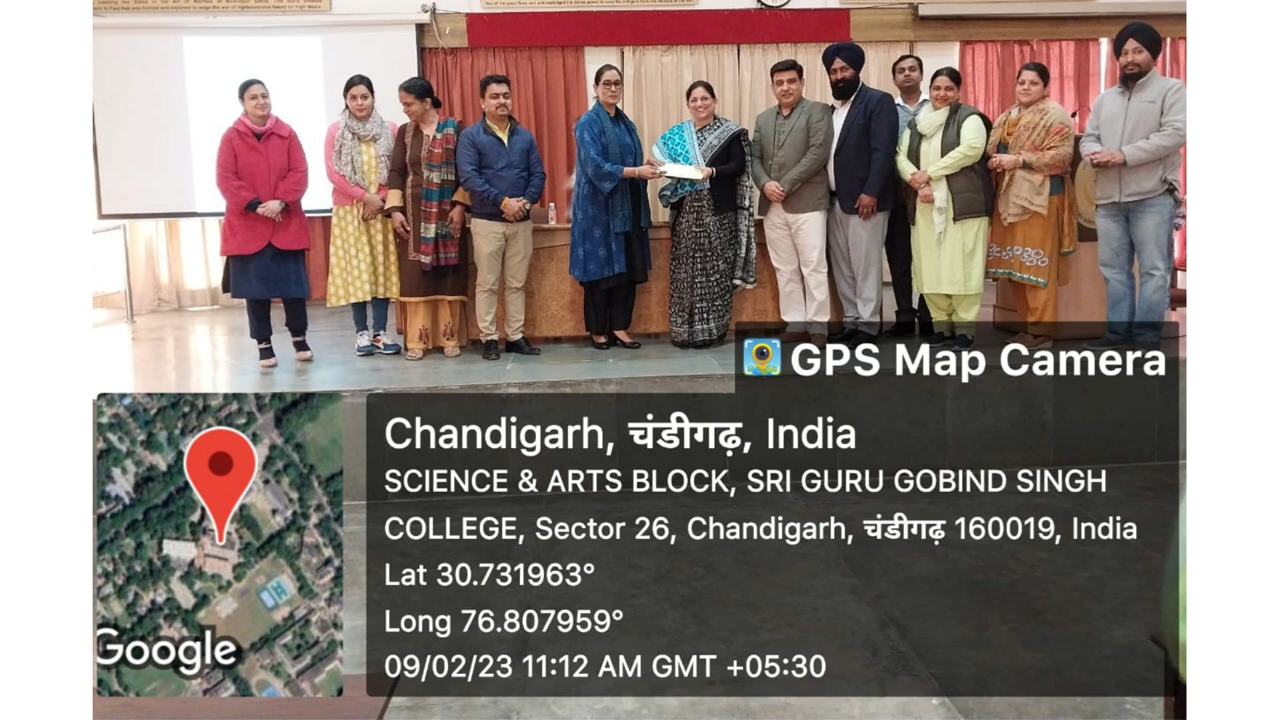 GPS Map Camera
Chandigarh, चंडीगढ़, India
SCIENCE & ARTS BLOCK, SRI GURU GOBIND SINGH
COLLEGE, Sector 26, Chandigarh, चंडीगढ़ 160019, India
Lat 30.731963°
Long 76.807959°
09/02/23 11:12 AM GMT +05:30
Google